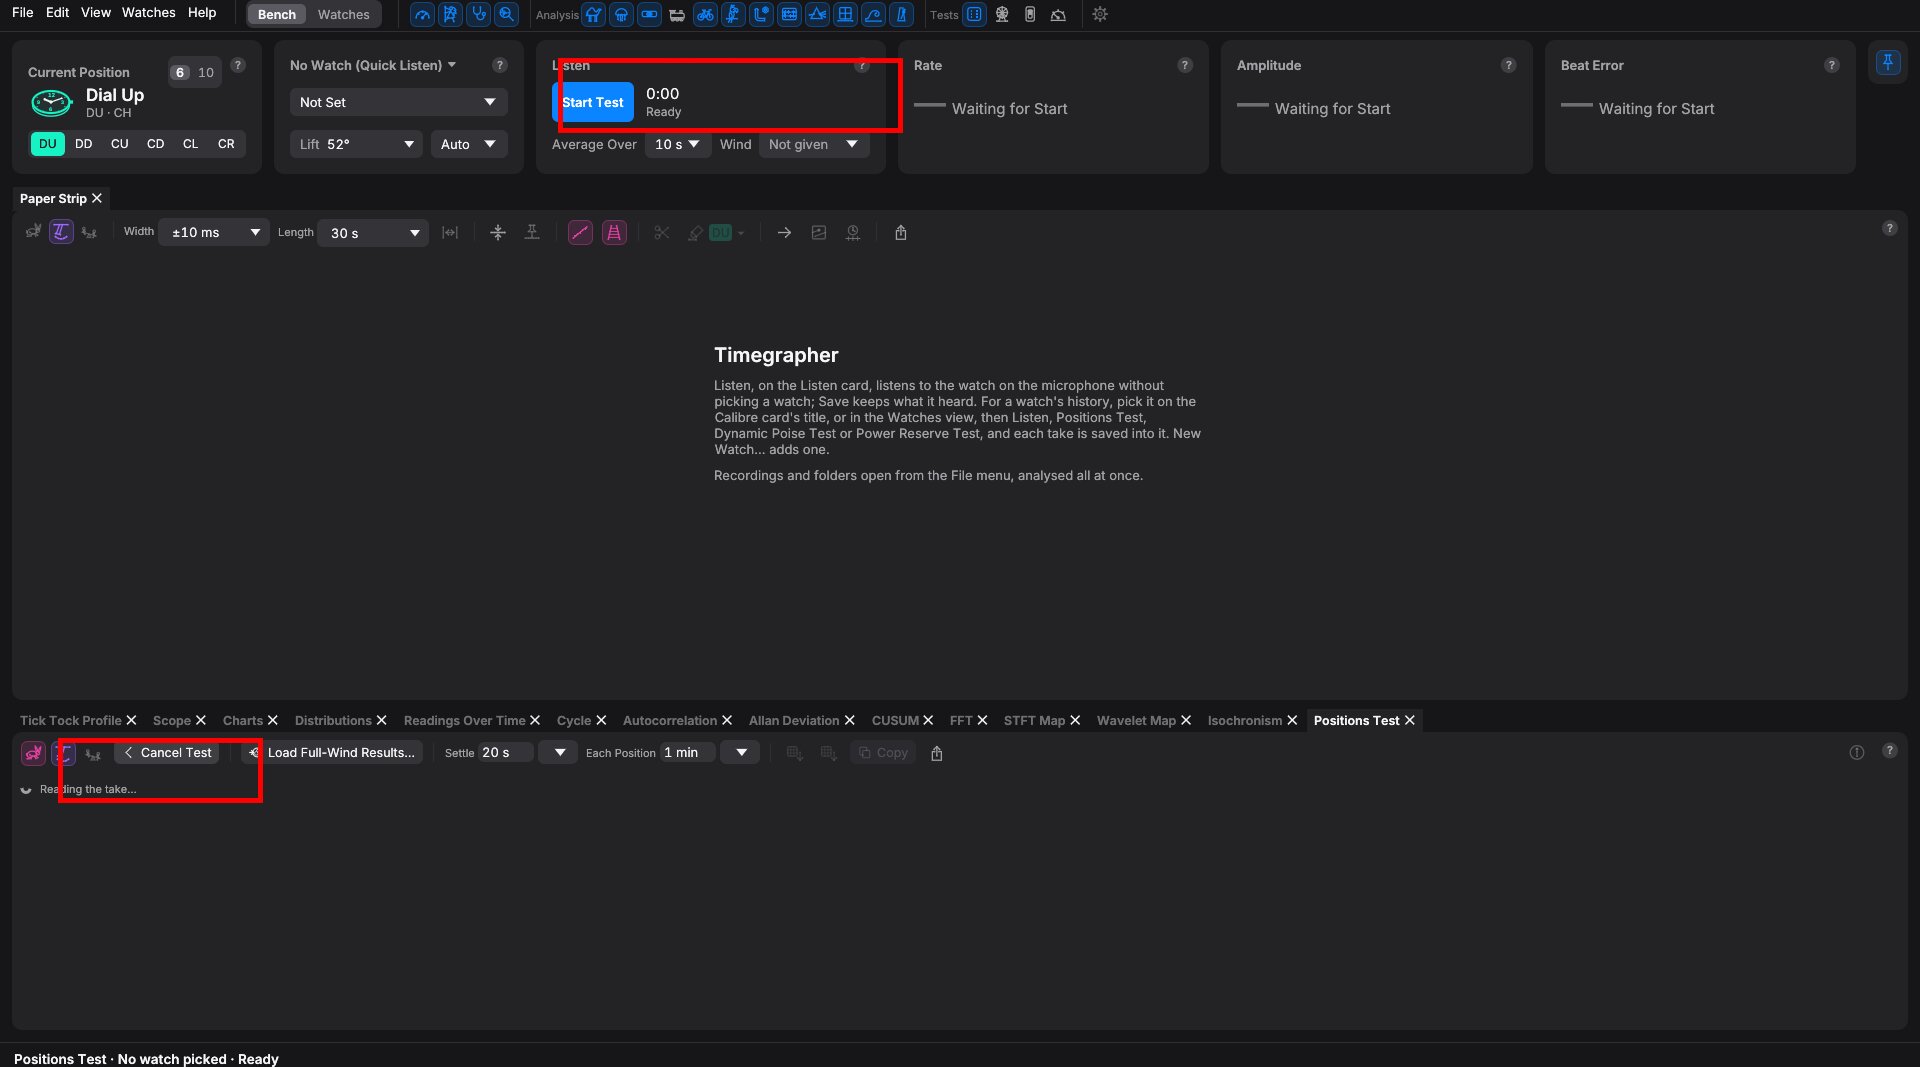 File Edit View Watches Help Bench Watches Analysis Tests
Current Position 6 10 ?
Dial Up
DU · CH
DU DD CU CD CL CR
No Watch (Quick Listen) ?
Not Set
Lift 52° Auto
Listen ?
Start Test 0:00
Ready
Average Over 10 s Wind Not given
Rate ?
Waiting for Start
Amplitude ?
Waiting for Start
Beat Error ?
Waiting for Start
Paper Strip
Width ±10 ms Length 30 s DU ?
Timegrapher
Listen, on the Listen card, listens to the watch on the microphone without
picking a watch; Save keeps what it heard. For a watch's history, pick it on the
Calibre card's title, or in the Watches view, then Listen, Positions Test,
Dynamic Poise Test or Power Reserve Test, and each take is saved into it. New
Watch... adds one.
Recordings and folders open from the File menu, analysed all at once.
Tick Tock Profile Scope Charts Distributions Readings Over Time Cycle Autocorrelation Allan Deviation CUSUM FFT STFT Map Wavelet Map Isochronism Positions Test
Cancel Test Load Full-Wind Results... Settle 20 s Each Position 1 min Copy ?
Reading the take...
Positions Test · No watch picked · Ready